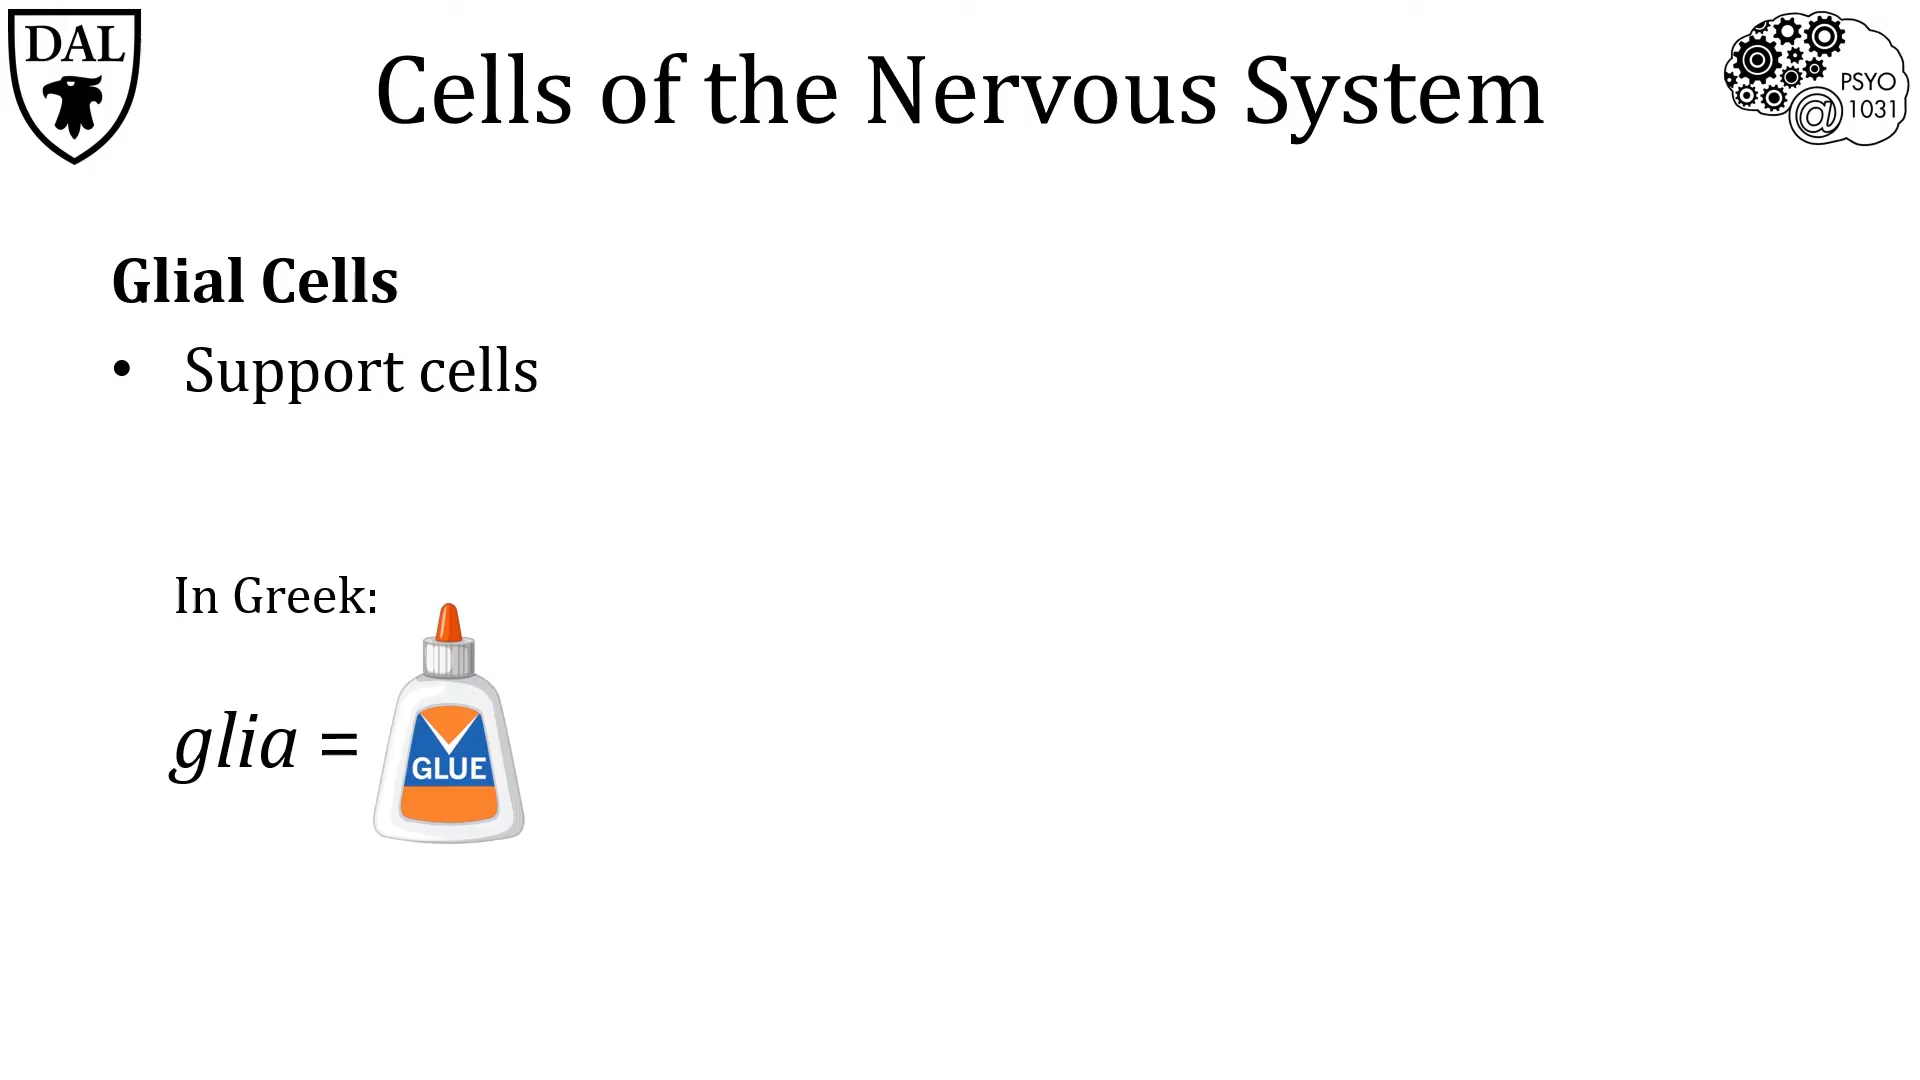 DAL
Cells of the Nervous System
PSYO
@ 1031
Glial Cells
• Support cells
In Greek:
glia =
GLUE